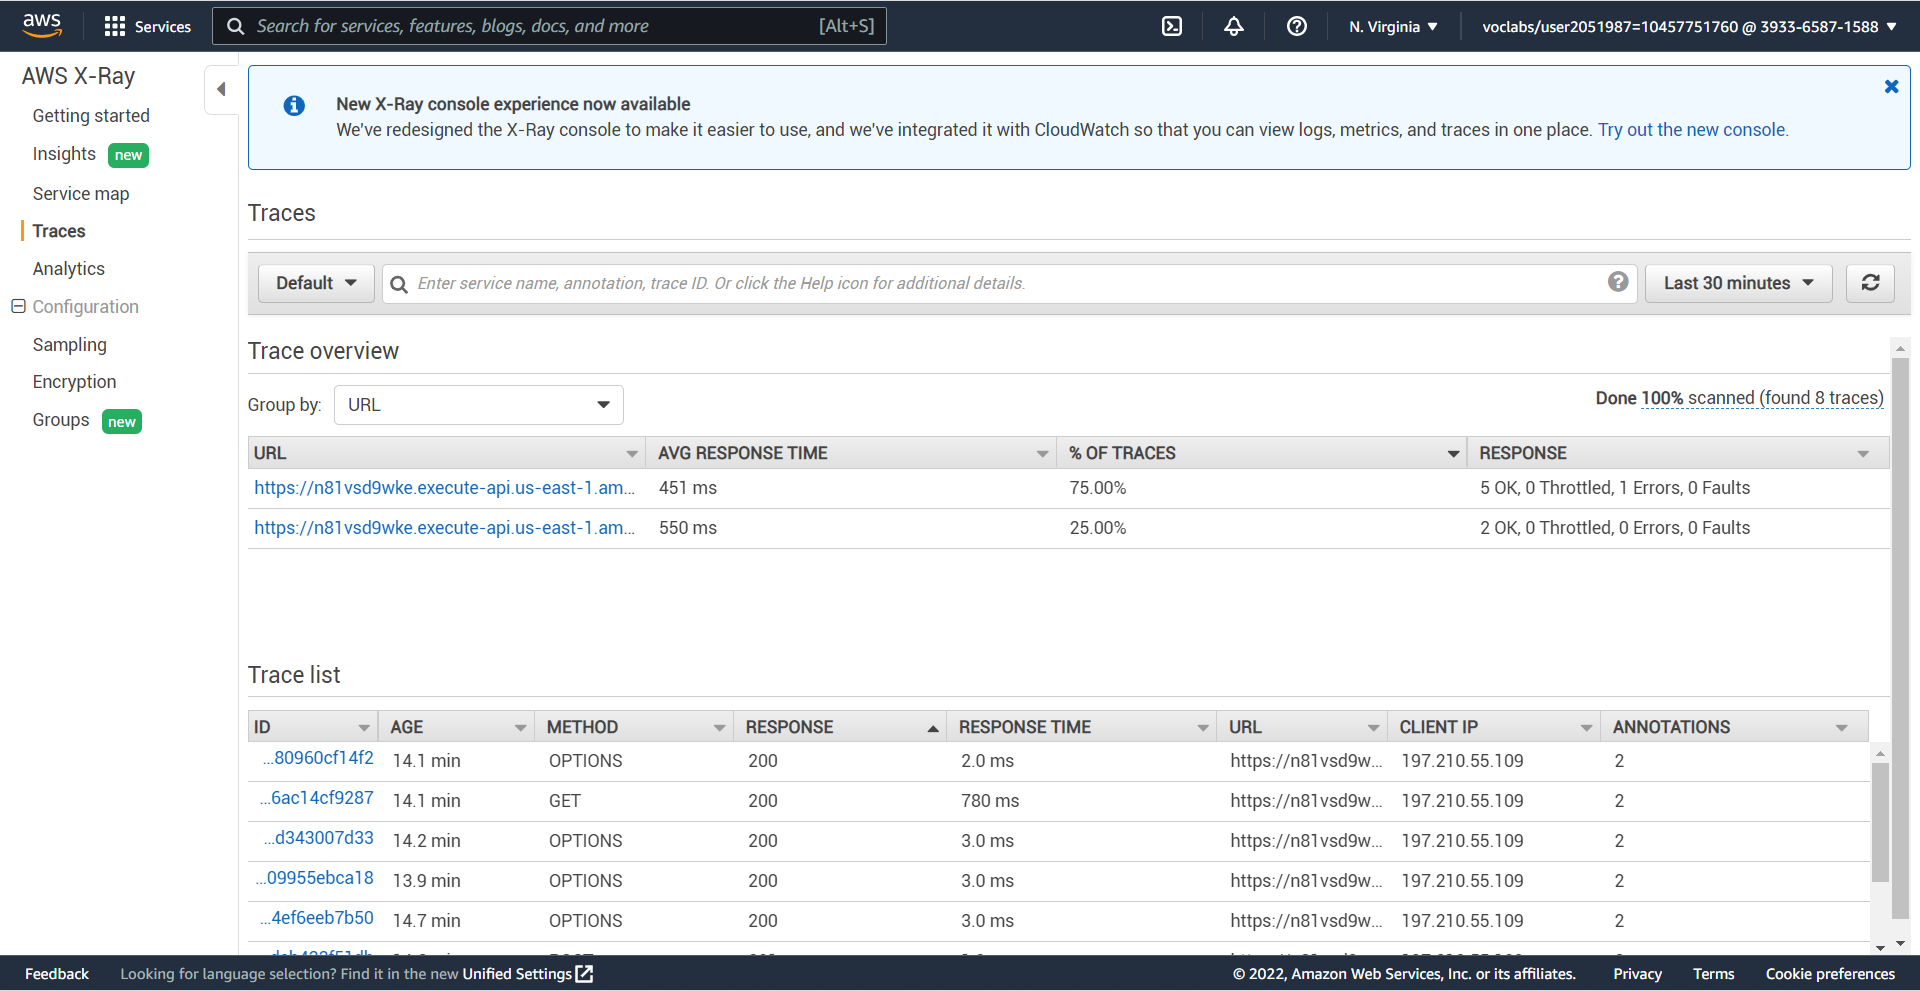 aws
Services
Search for services, features, blogs, docs, and more
[Alt+S]
N. Virginia
voclabs/user2051987=10457751760 @ 3933-6587-1588
AWS X-Ray
Getting started
Insights new
Service map
Traces
Analytics
Configuration
Sampling
Encryption
Groups new
New X-Ray console experience now available
We've redesigned the X-Ray console to make it easier to use, and we've integrated it with CloudWatch so that you can view logs, metrics, and traces in one place. Try out the new console.
Traces
Default
Enter service name, annotation, trace ID. Or click the Help icon for additional details.
Last 30 minutes
Trace overview
Group by: URL
Done 100% scanned (found 8 traces)
URL AVG RESPONSE TIME % OF TRACES RESPONSE
https://n81vsd9wke.execute-api.us-east-1.am... 451 ms 75.00% 5 OK, 0 Throttled, 1 Errors, 0 Faults
https://n81vsd9wke.execute-api.us-east-1.am... 550 ms 25.00% 2 OK, 0 Throttled, 0 Errors, 0 Faults
Trace list
ID AGE METHOD RESPONSE RESPONSE TIME URL CLIENT IP ANNOTATIONS
...80960cf14f2 14.1 min OPTIONS 200 2.0 ms https://n81vsd9w... 197.210.55.109 2
...6ac14cf9287 14.1 min GET 200 780 ms https://n81vsd9w... 197.210.55.109 2
...d343007d33 14.2 min OPTIONS 200 3.0 ms https://n81vsd9w... 197.210.55.109 2
...09955ebca18 13.9 min OPTIONS 200 3.0 ms https://n81vsd9w... 197.210.55.109 2
...4ef6eeb7b50 14.7 min OPTIONS 200 3.0 ms https://n81vsd9w... 197.210.55.109 2
Feedback
Looking for language selection? Find it in the new Unified Settings
© 2022, Amazon Web Services, Inc. or its affiliates.
Privacy
Terms
Cookie preferences